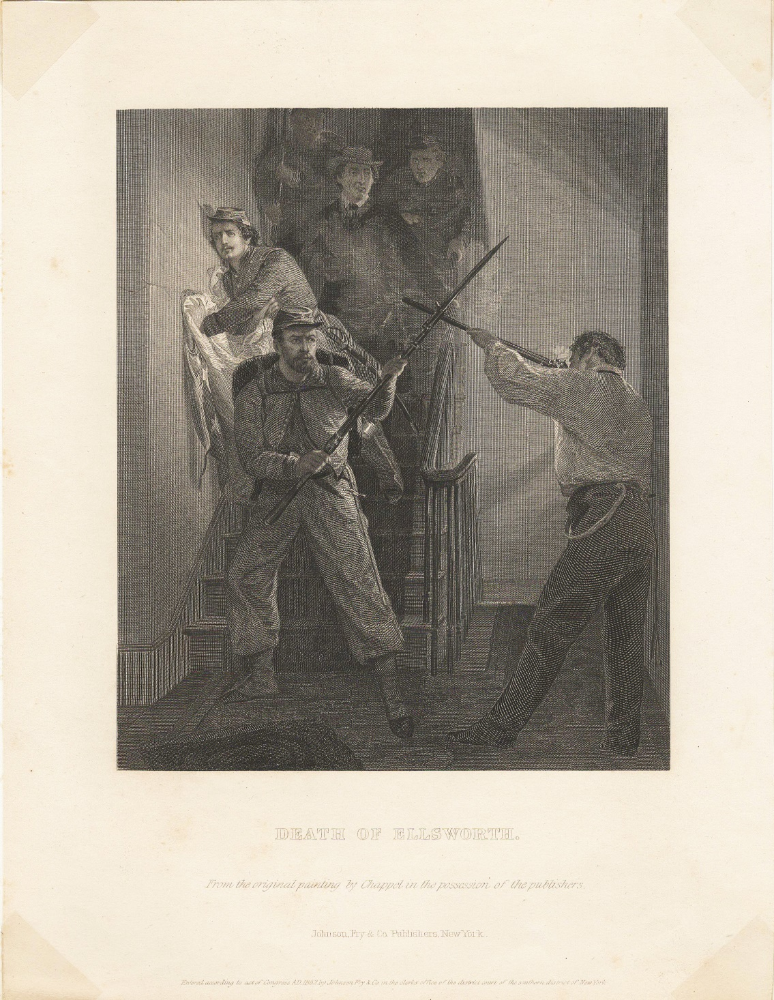 DEATH OF ELLSWORTH.
From the original painting by Chappel in the possession of the publishers.
Johnson, Fry & Co. Publishers, New York.
Entered according to act of Congress A.D. 1862 by Johnson, Fry & Co. in the clerks office of the district court of the southern district of New York